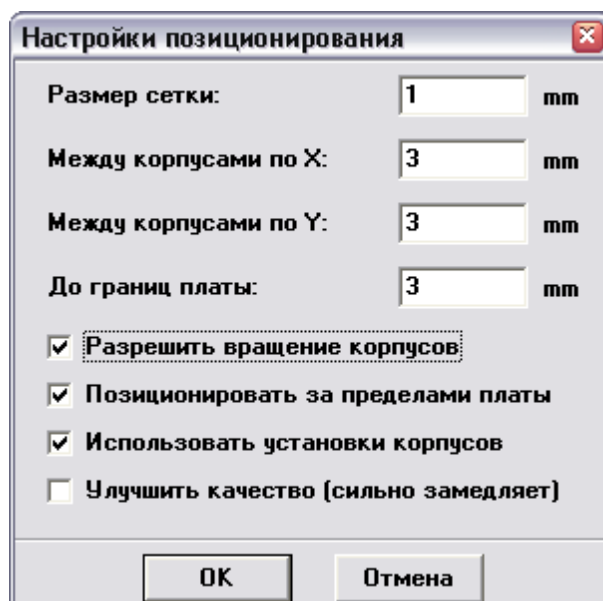 Настройки позиционирования
Размер сетки: 1 mm
Между корпусами по X: 3 mm
Между корпусами по Y: 3 mm
До границ платы: 3 mm
Разрешить вращение корпусов
Позиционировать за пределами платы
Использовать установки корпусов
Улучшить качество (сильно замедляет)
OK Отмена